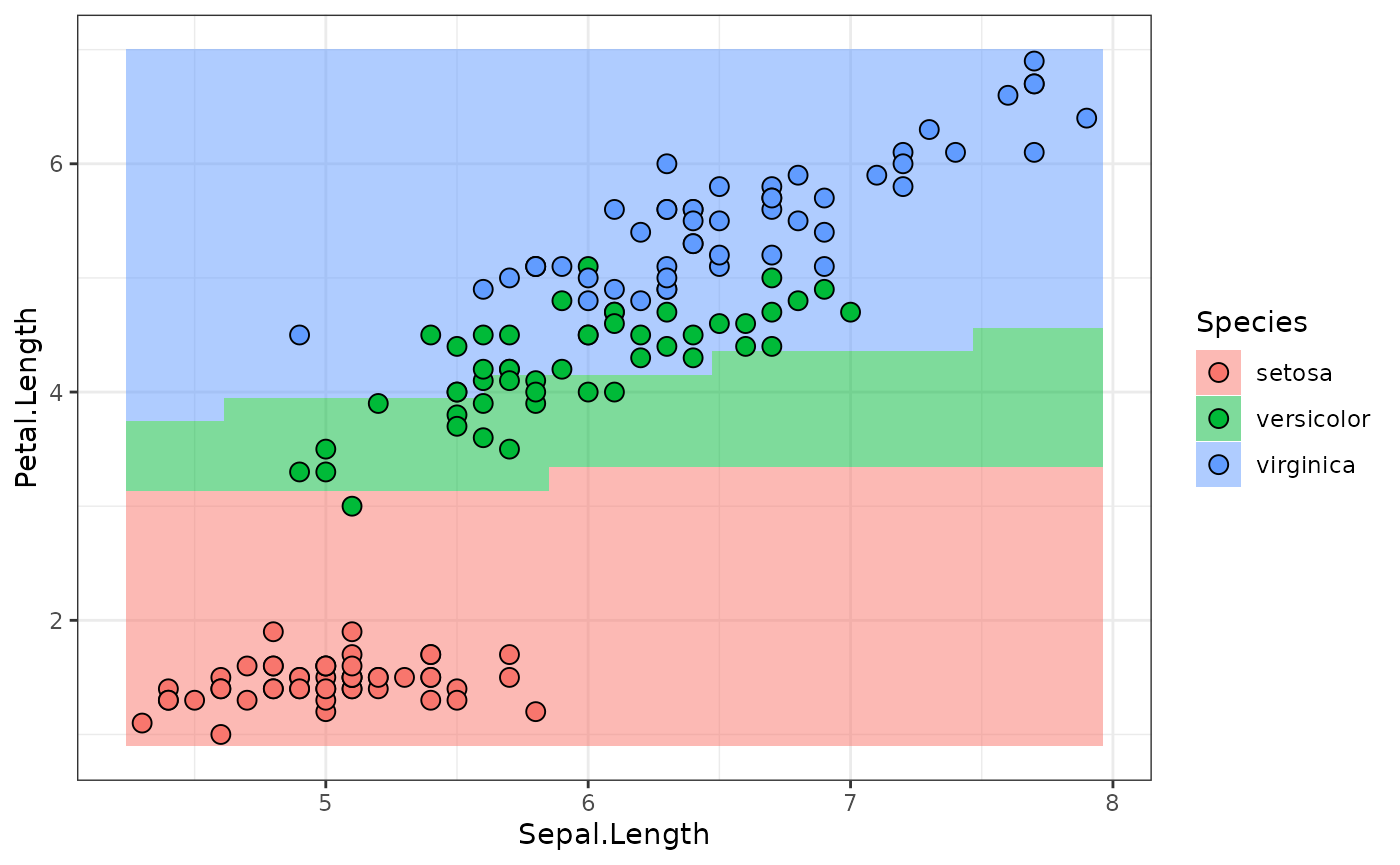 6
4
2
Petal.Length
5 6 7 8
Sepal.Length
Species
setosa
versicolor
virginica